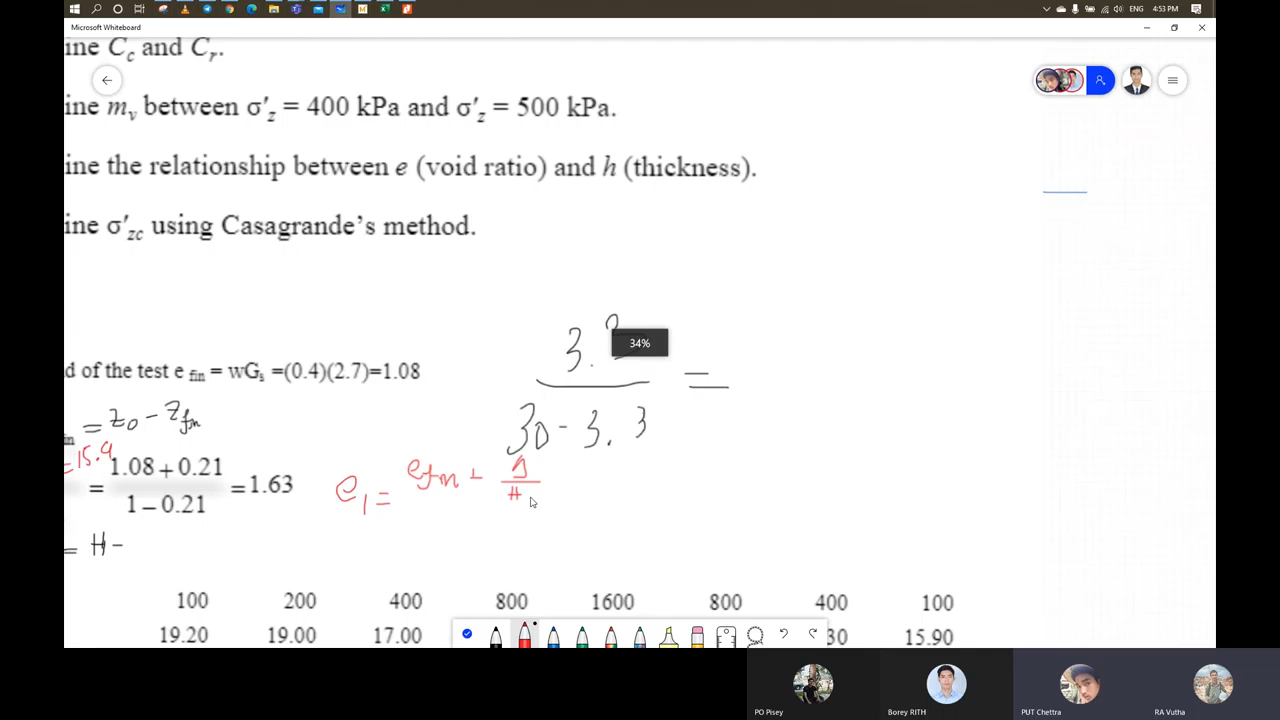 ENG 4:53 PM
Microsoft Whiteboard
ine Cc and Cr.
ine mv between σ′z = 400 kPa and σ′z = 500 kPa.
ine the relationship between e (void ratio) and h (thickness).
ine σ′zc using Casagrande’s method.
3.
34%
=
30 - 3.3
d of the test e fin = wGs =(0.4)(2.7)=1.08
fin = z0 - zfin
=15.9
= 1.08 + 0.21
1 – 0.21
= 1.63
e1 = efin + Δ
H
= H -
100 200 400 800 1600 800 400 100
19.20 19.00 17.00 30 15.90
PO Pisey Borey RITH PUT Chettra RA Vutha